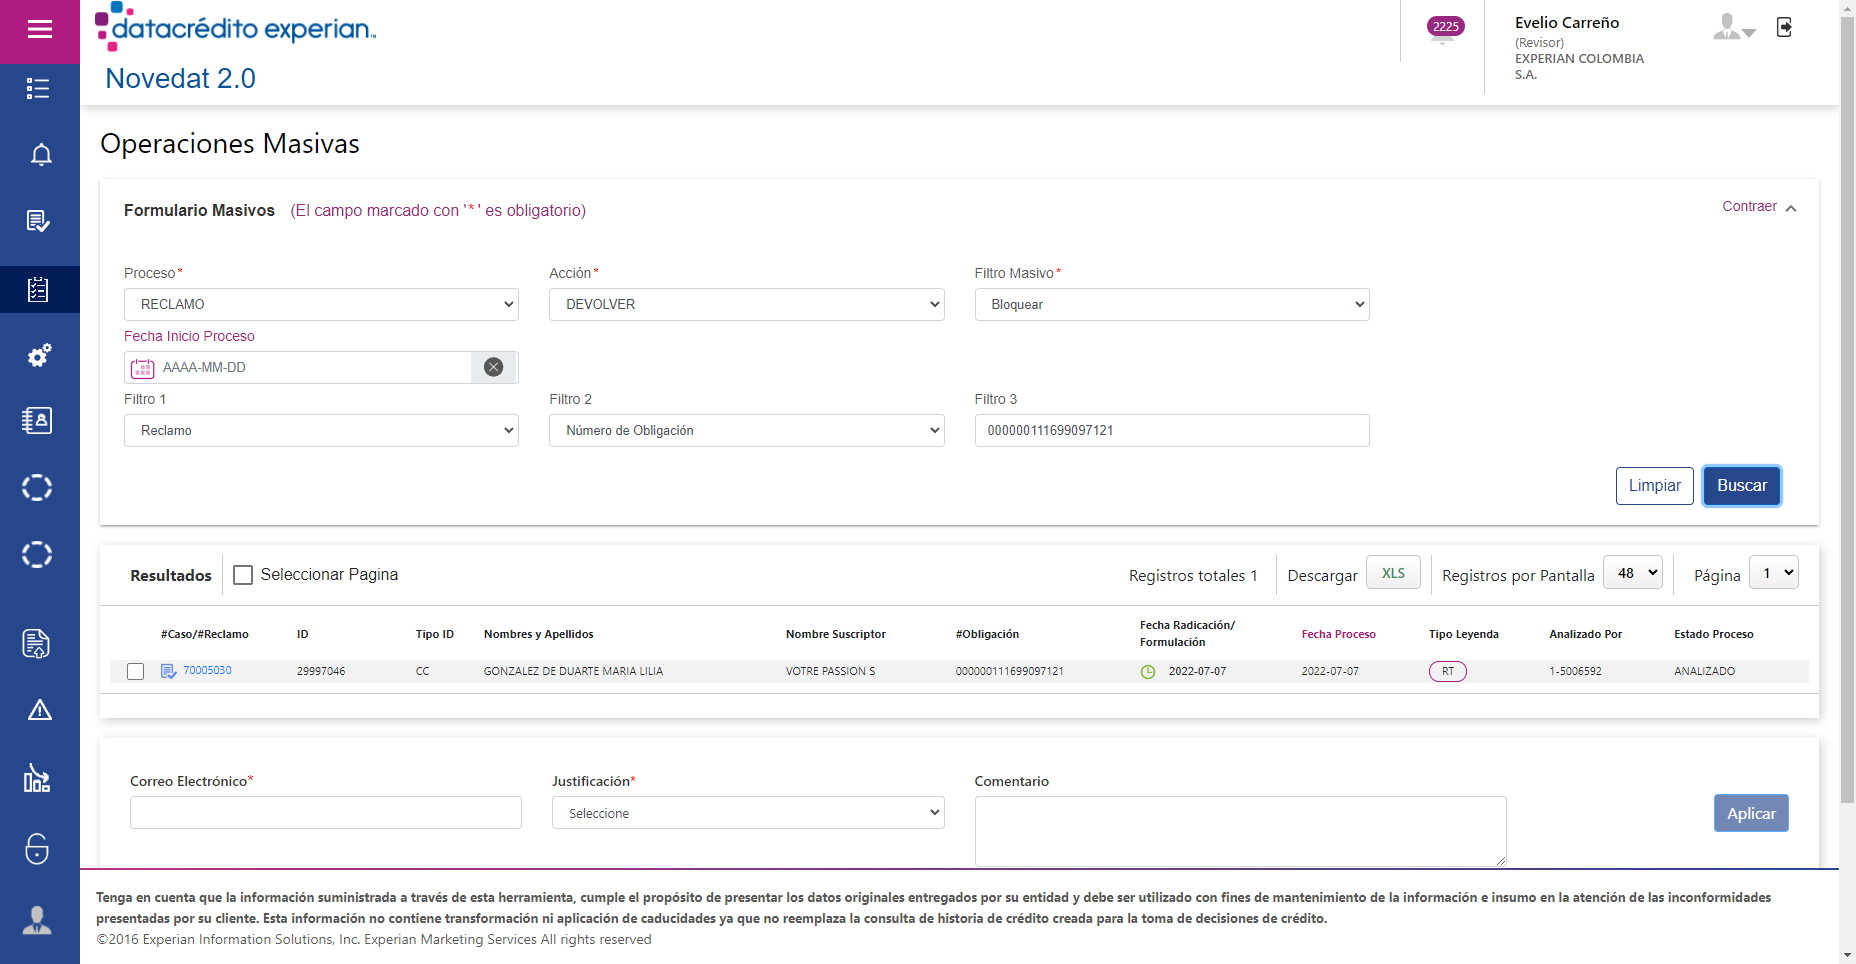 datacrédito experian™
Novedat 2.0
2225
Evelio Carreño
(Revisor)
EXPERIAN COLOMBIA
S.A.
Operaciones Masivas
Formulario Masivos (El campo marcado con '*' es obligatorio)
Contraer
Proceso* Acción* Filtro Masivo*
RECLAMO DEVOLVER Bloquear
Fecha Inicio Proceso
AAAA-MM-DD
Filtro 1 Filtro 2 Filtro 3
Reclamo Número de Obligación 000000111699097121
Limpiar Buscar
Resultados Seleccionar Pagina Registros totales 1 Descargar XLS Registros por Pantalla 48 Página 1
#Caso/#Reclamo ID Tipo ID Nombres y Apellidos Nombre Suscriptor #Obligación Fecha Radicación/ Formulación Fecha Proceso Tipo Leyenda Analizado Por Estado Proceso
70005030 29997046 CC GONZALEZ DE DUARTE MARIA LILIA VOTRE PASSION S 000000111699097121 2022-07-07 2022-07-07 RT 1-5006592 ANALIZADO
Correo Electrónico* Justificación* Comentario
Seleccione
Aplicar
Tenga en cuenta que la información suministrada a través de esta herramienta, cumple el propósito de presentar los datos originales entregados por su entidad y debe ser utilizado con fines de mantenimiento de la información e insumo en la atención de las inconformidades
presentadas por su cliente. Esta información no contiene transformación ni aplicación de caducidades ya que no reemplaza la consulta de historia de crédito creada para la toma de decisiones de crédito.
©2016 Experian Information Solutions, Inc. Experian Marketing Services All rights reserved